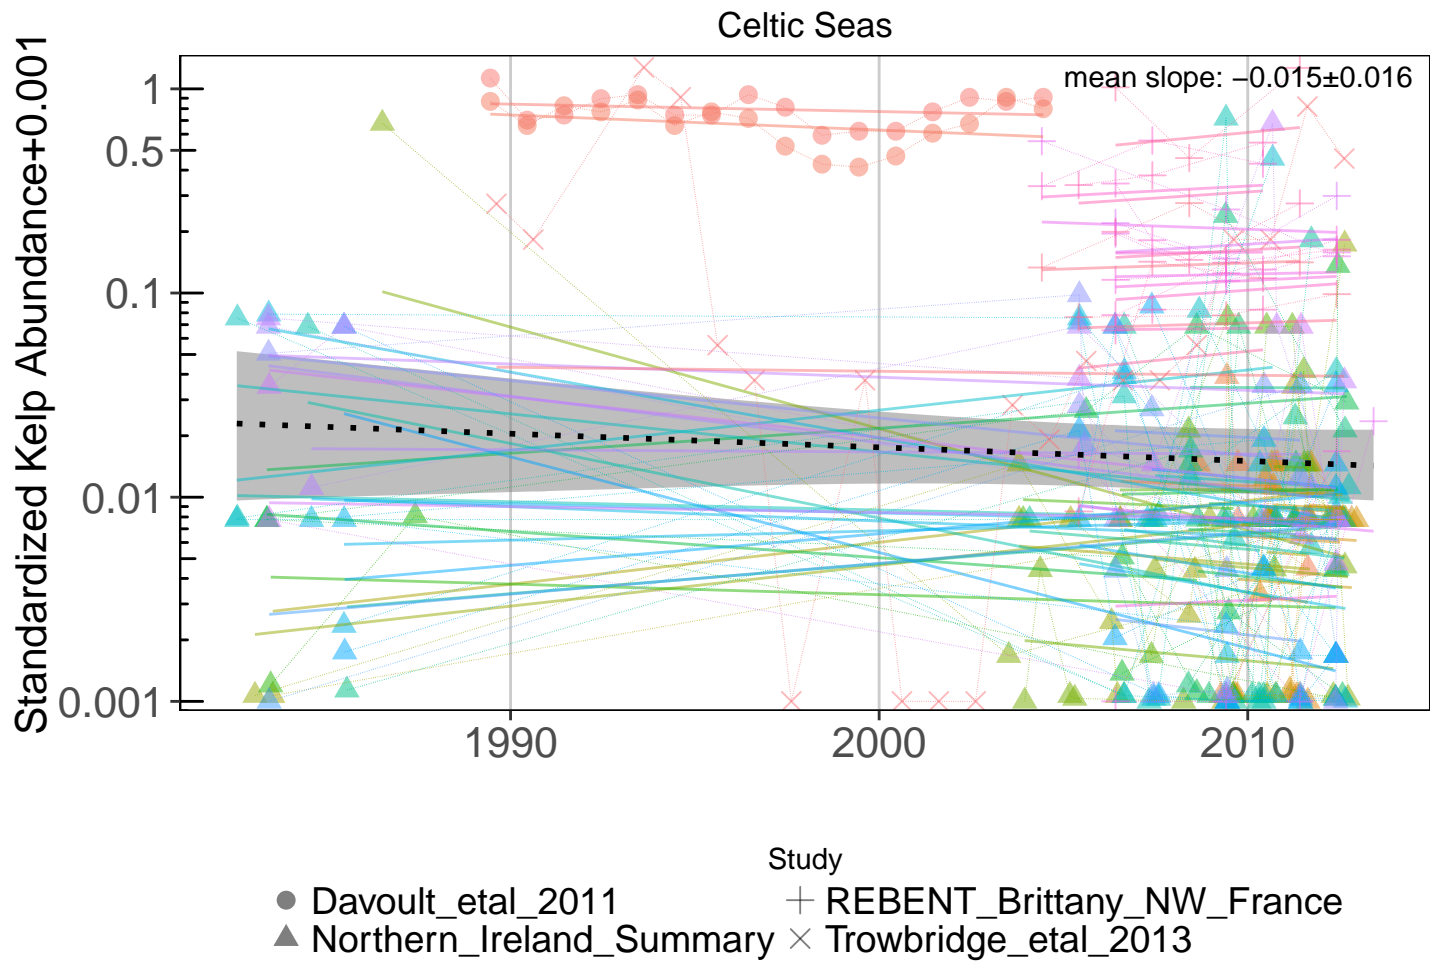 Celtic Seas
mean slope: −0.015±0.016
Standardized Kelp Abundance+0.001
1
0.5
0.1
0.01
0.001
1990 2000 2010
Study
Davoult_etal_2011 REBENT_Brittany_NW_France
Northern_Ireland_Summary Trowbridge_etal_2013